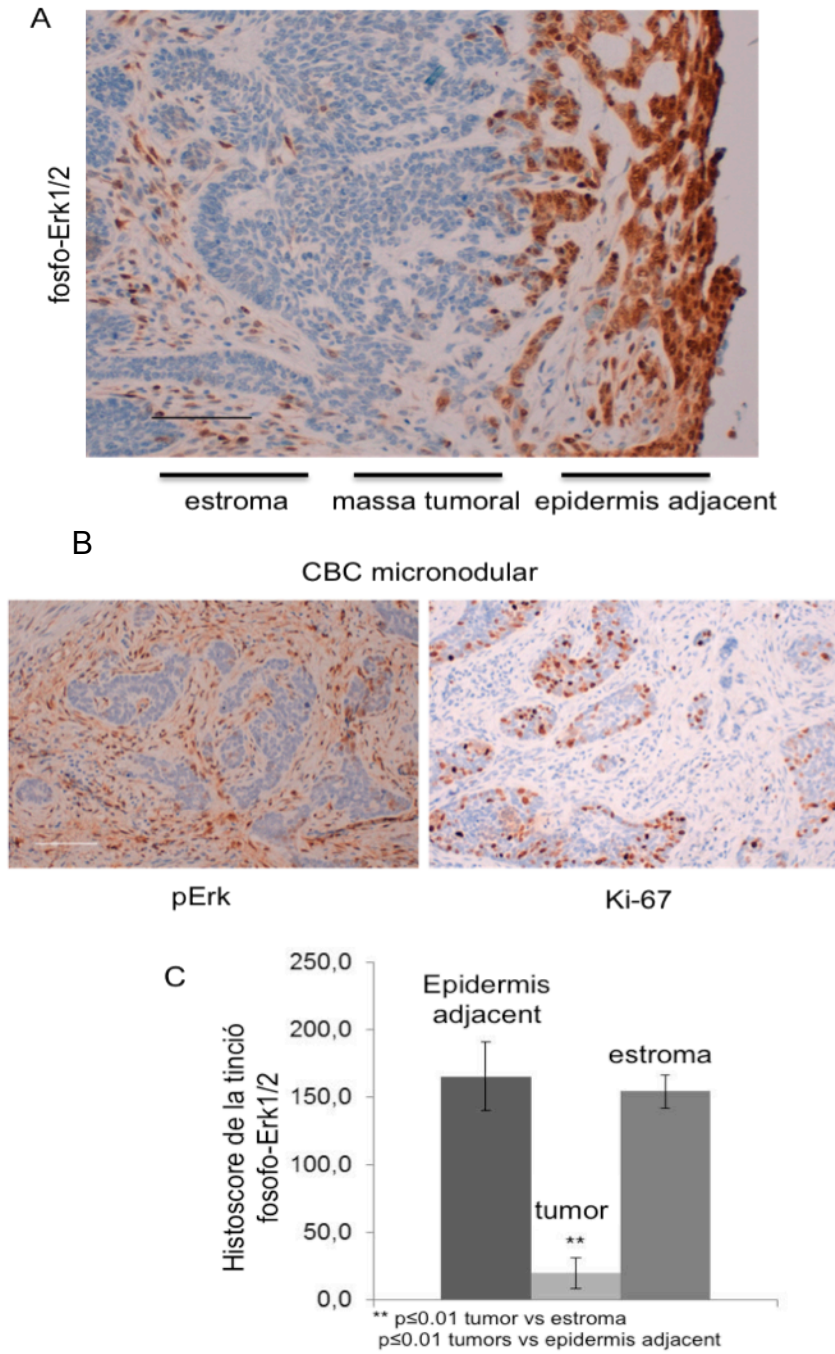 A
fosfo-Erk1/2
estroma massa tumoral epidermis adjacent
B
CBC micronodular
pErk Ki-67
C
Histoscore de la tinció
fosofo-Erk1/2
250,0
200,0
150,0
100,0
50,0
0,0
Epidermis
adjacent
tumor
**
estroma
** p≤0.01 tumor vs estroma
p≤0.01 tumors vs epidermis adjacent